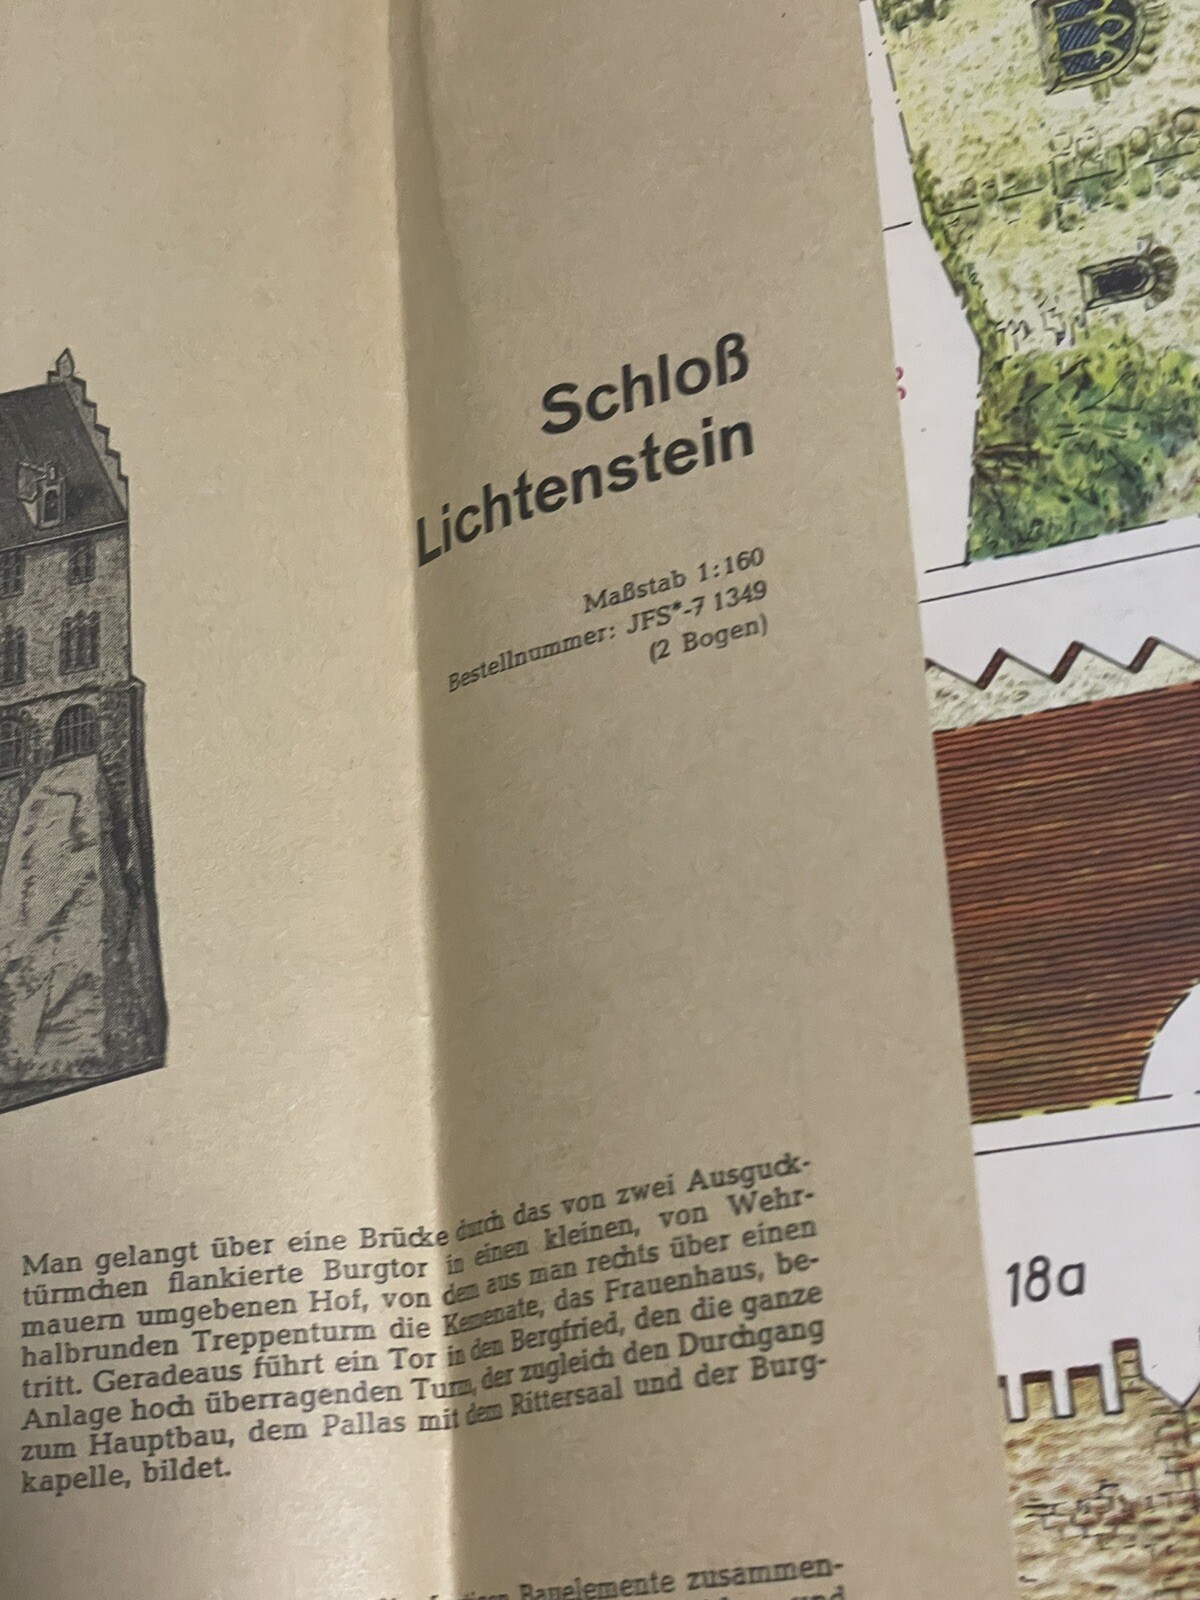 Schloß
Lichtenstein
Maßstab 1:160
Bestellnummer: JFS*-7 1349
(2 Bogen)
Man gelangt über eine Brücke durch das von zwei Ausguck-
türmchen flankierte Burgtor in einen kleinen, von Wehr-
mauern umgebenen Hof, von dem aus man rechts über einen
halbrunden Treppenturm die Kemenate, das Frauenhaus, be-
tritt. Geradeaus führt ein Tor in den Bergfried, den die ganze
Anlage hoch überragenden Turm, der zugleich den Durchgang
zum Hauptbau, dem Pallas mit dem Rittersaal und der Burg-
kapelle, bildet.
Bauelemente zusammen-
und
18a